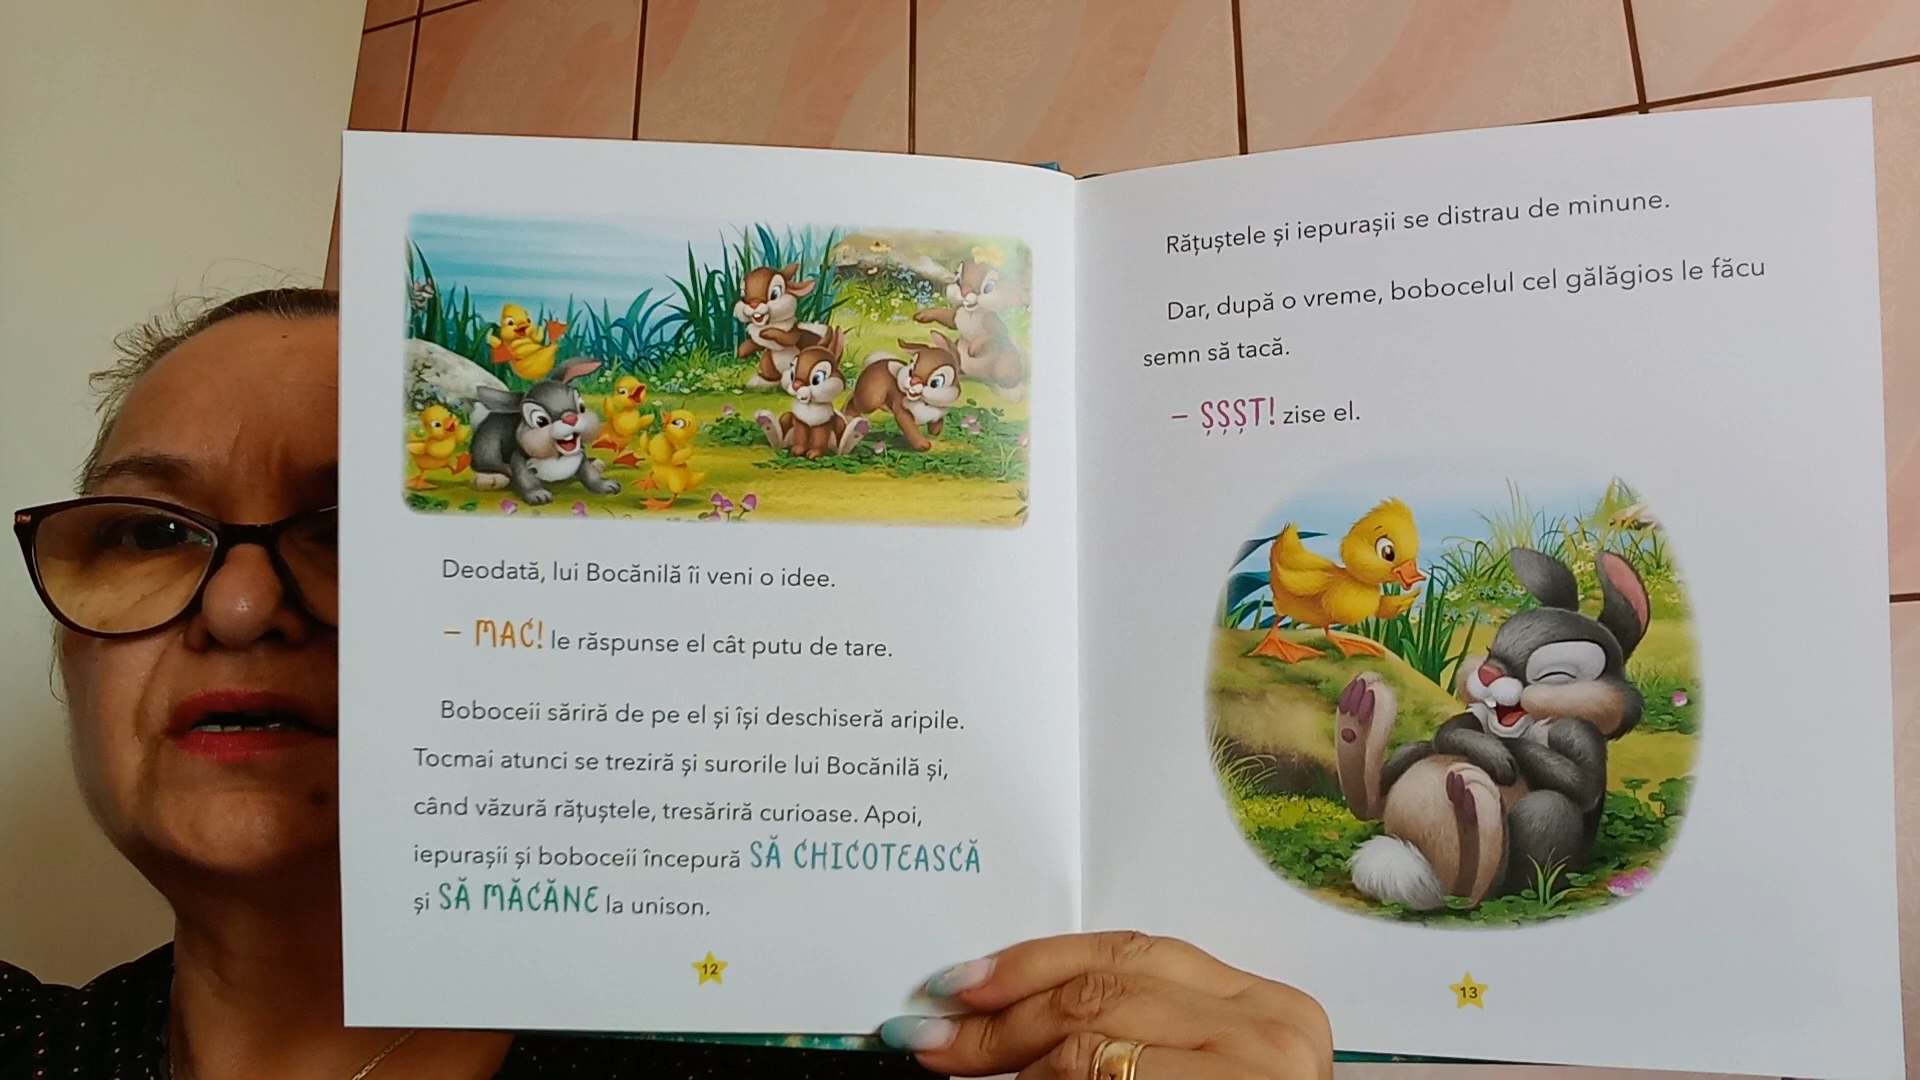 Deodată, lui Bocănilă îi veni o idee.
– MAC! le răspunse el cât putu de tare.
Boboceii săriră de pe el și își deschiseră aripile.
Tocmai atunci se treziră și surorile lui Bocănilă și,
când văzură rățuștele, tresăriră curioase. Apoi,
iepurașii și boboceii începură SĂ CHICOTEASCĂ
și SĂ MĂCĂNE la unison.
12
Rățuștele și iepurașii se distrau de minune.
Dar, după o vreme, bobocelul cel gălăgios le făcu
semn să tacă.
– ȘȘȘT! zise el.
13